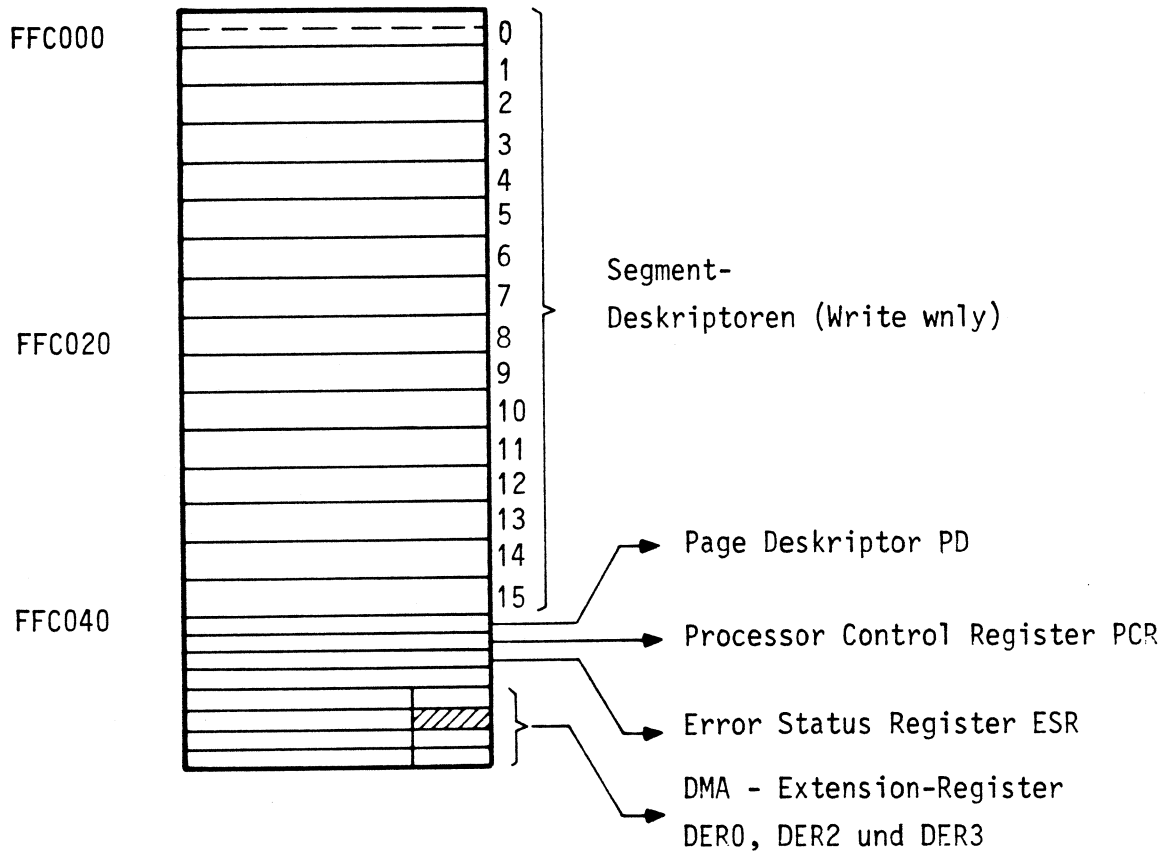 FFC000
0
1
2
3
4
5
6
7
FFC020
8
9
10
11
12
13
14
15
Segment-
Deskriptoren (Write wnly)
FFC040
Page Deskriptor PD
Processor Control Register PCR
Error Status Register ESR
DMA - Extension-Register
DER0, DER2 und DER3